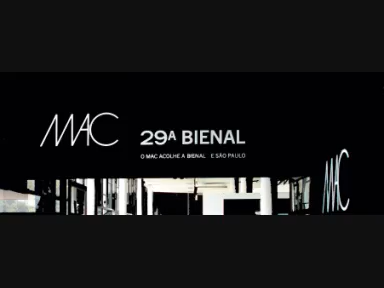 MAC
29ª BIENAL
O MAC ACOLHE A BIENAL E SÃO PAULO
MAC